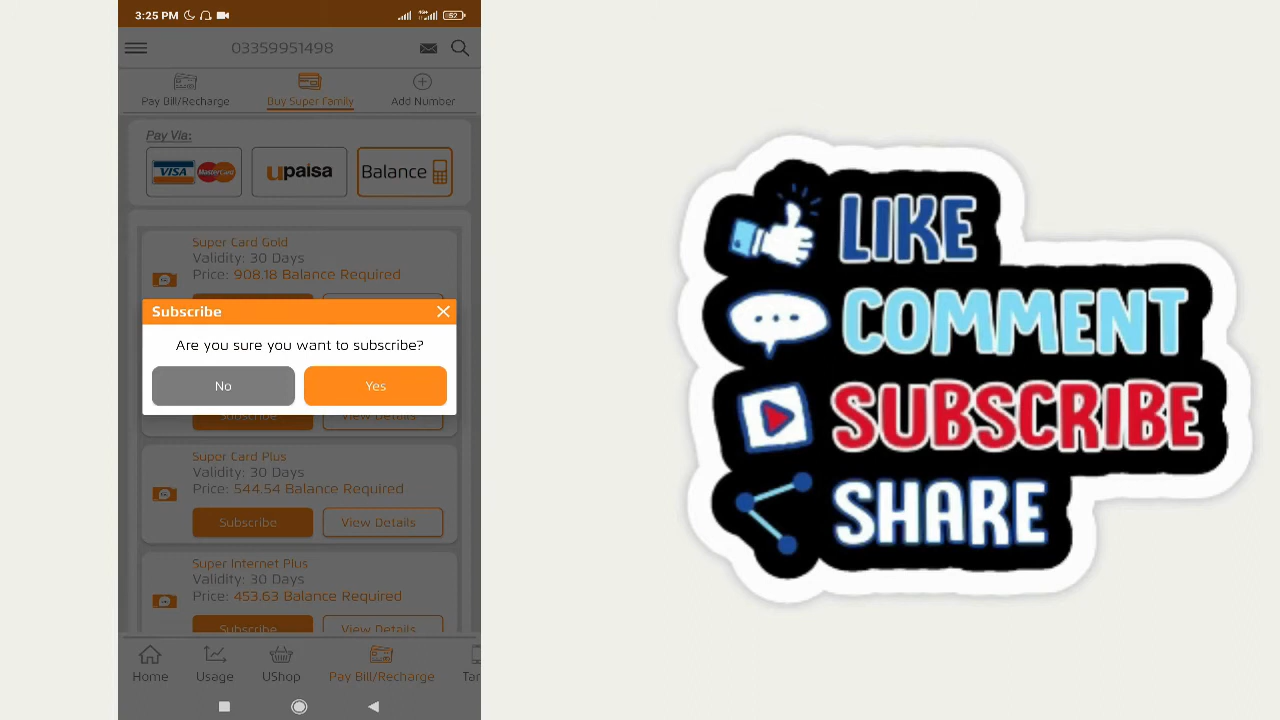 3:25 PM
52
03359951498
Pay Bill/Recharge
Buy Super Family
Add Number
Pay Via:
VISA MasterCard
upaisa
Balance
Super Card Gold
Validity: 30 Days
Price: 908.18 Balance Required
Subscribe
Are you sure you want to subscribe?
No
Yes
Subscribe
View Details
Super Card Plus
Validity: 30 Days
Price: 544.54 Balance Required
Subscribe
View Details
Super Internet Plus
Validity: 30 Days
Price: 453.63 Balance Required
Subscribe
View Details
Home
Usage
UShop
Pay Bill/Recharge
LIKE
COMMENT
SUBSCRIBE
SHARE